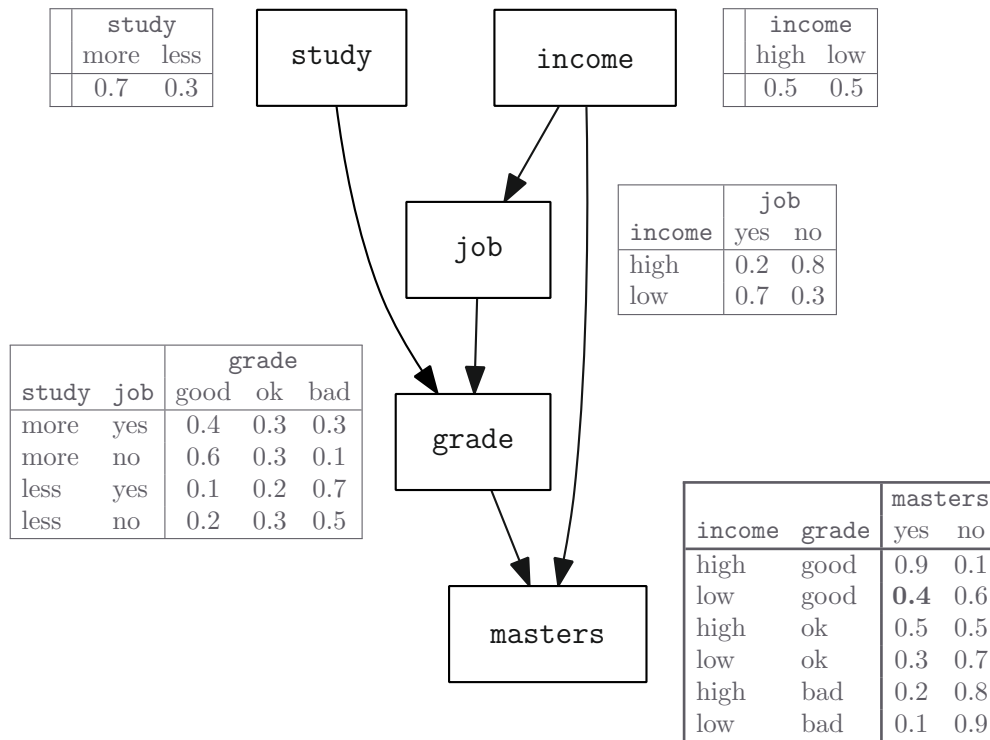 study
more less
0.7 0.3
study
income
income
high low
0.5 0.5
job
job
income yes no
high 0.2 0.8
low 0.7 0.3
grade
study job good ok bad
more yes 0.4 0.3 0.3
more no 0.6 0.3 0.1
less yes 0.1 0.2 0.7
less no 0.2 0.3 0.5
grade
masters
income grade yes no
high good 0.9 0.1
low good 0.4 0.6
high ok 0.5 0.5
low ok 0.3 0.7
high bad 0.2 0.8
low bad 0.1 0.9
masters